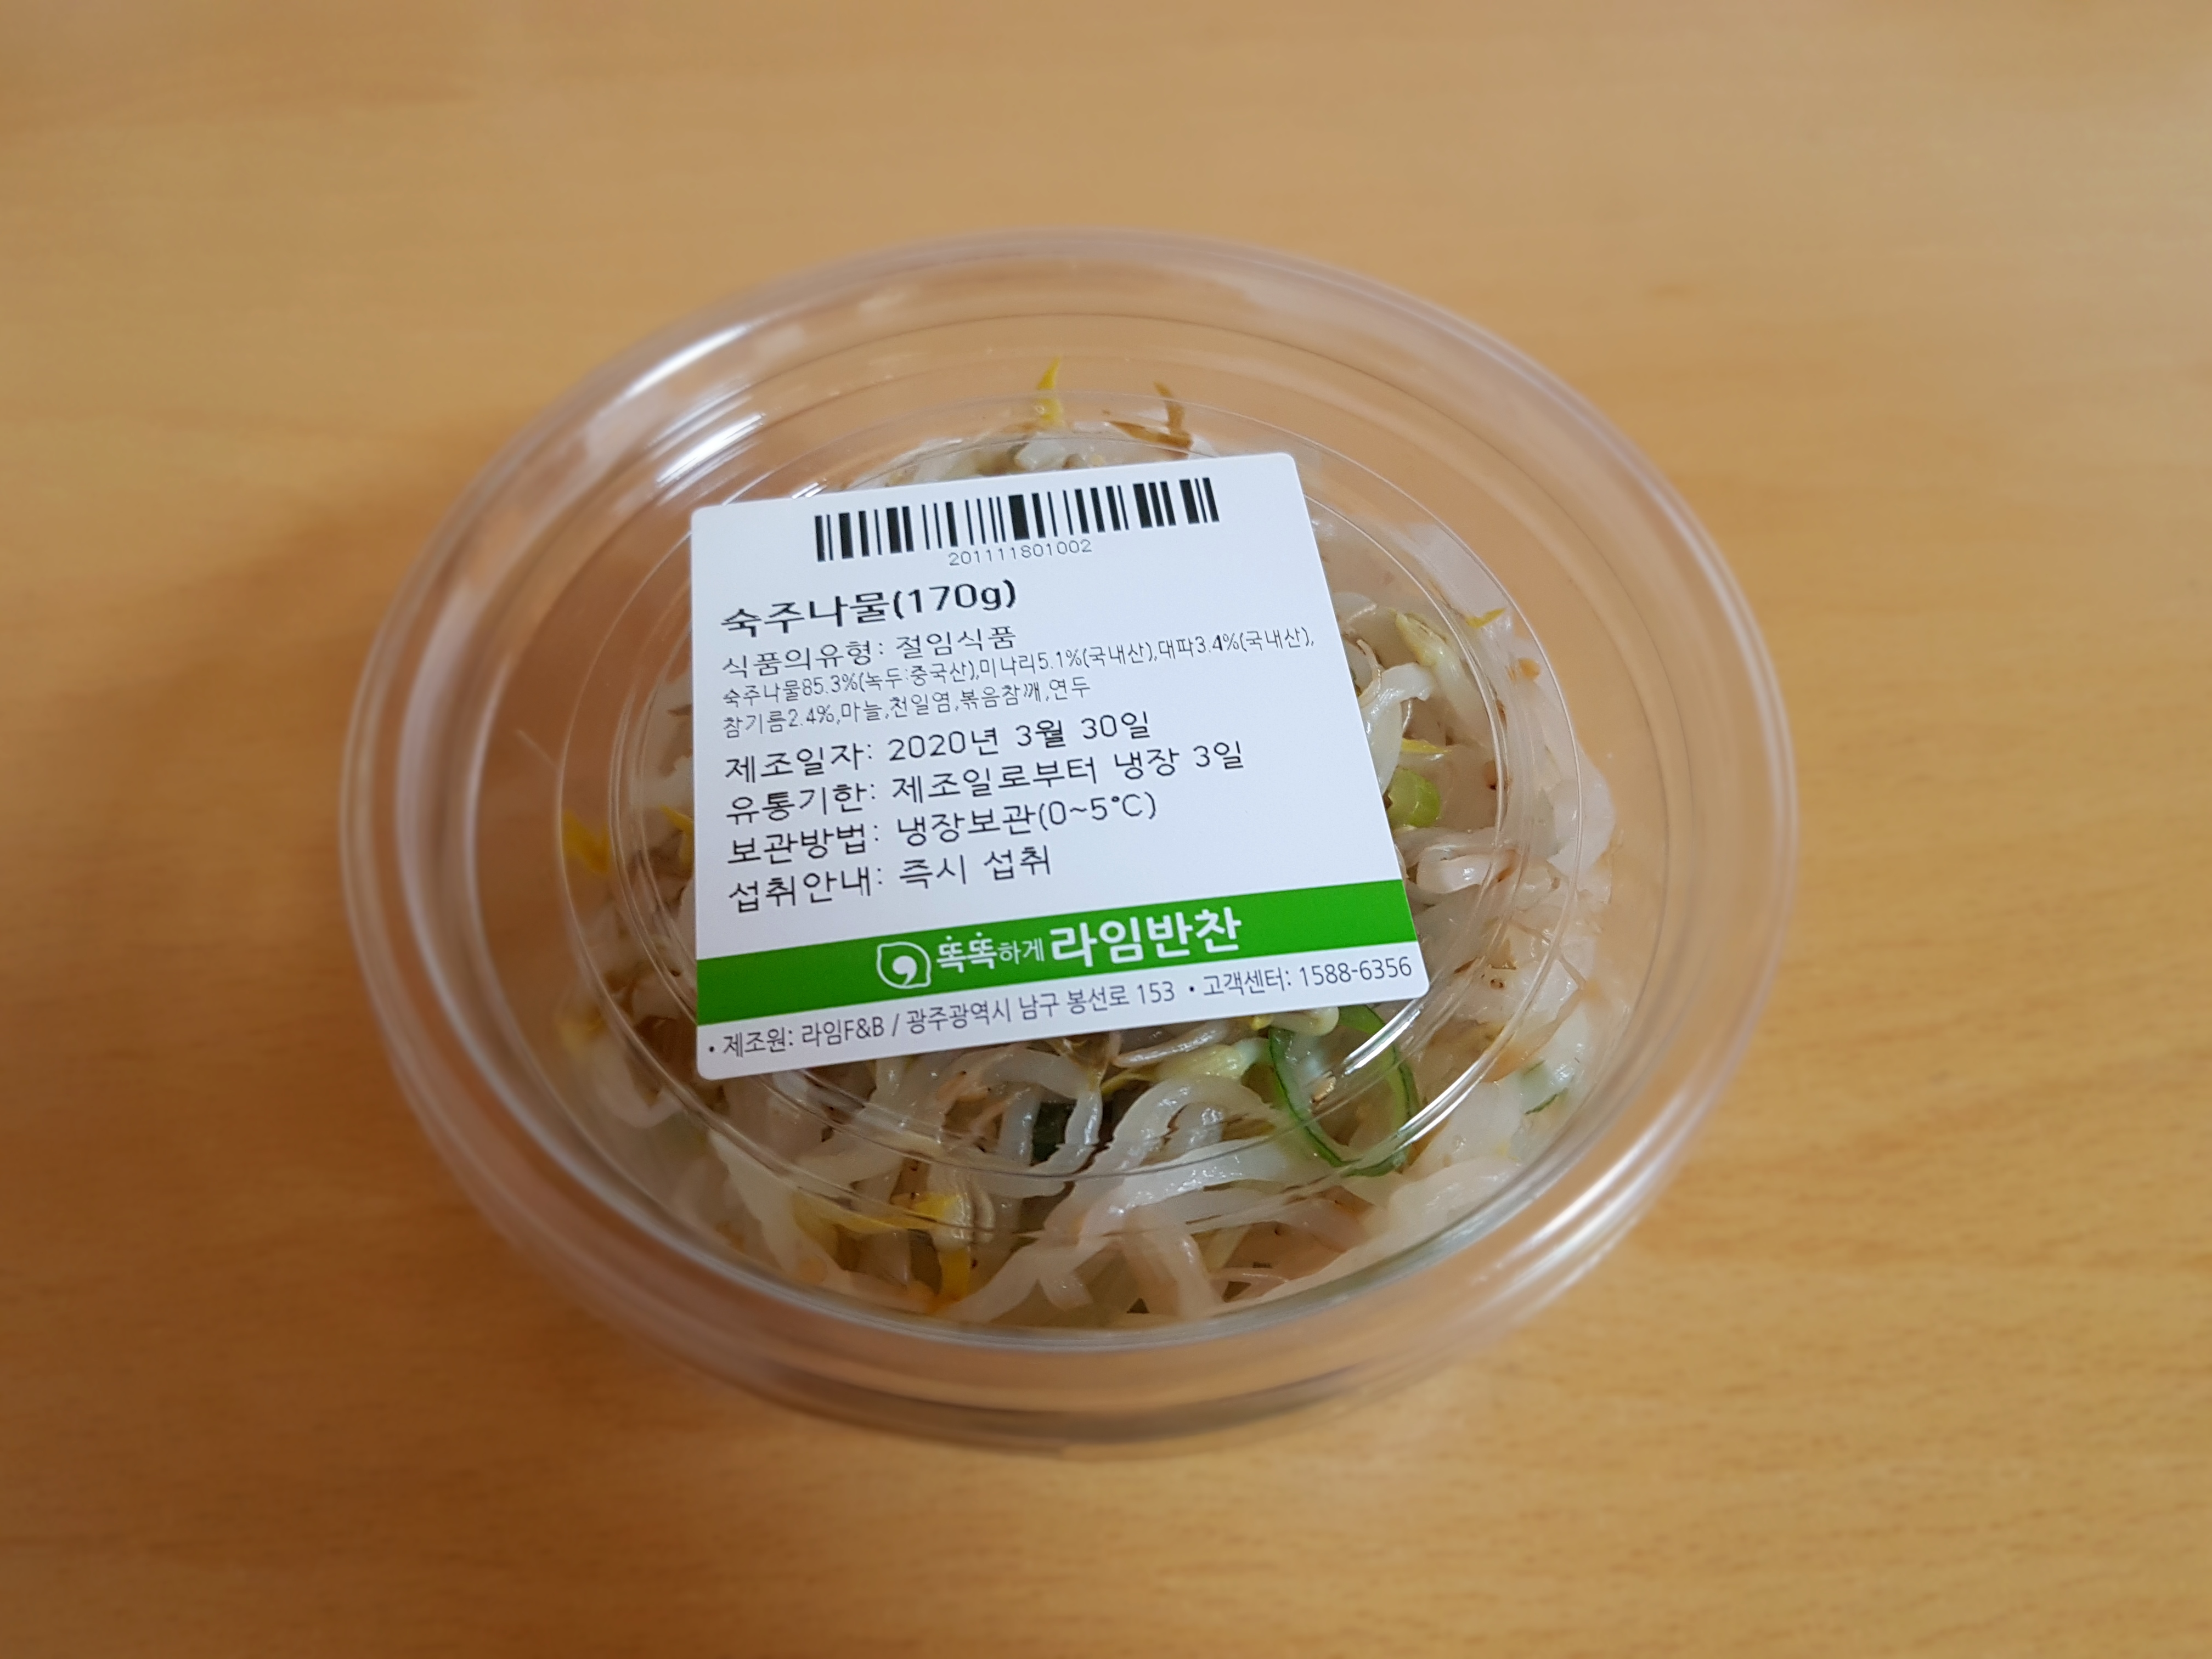 201111801002
숙주나물(170g)
식품의유형: 절임식품
숙주나물85.3%(녹두:중국산),미나리5.1%(국내산),대파3.4%(국내산),
참기름2.4%,마늘,천일염,볶음참깨,연두
제조일자: 2020년 3월 30일
유통기한: 제조일로부터 냉장 3일
보관방법: 냉장보관(0~5°C)
섭취안내: 즉시 섭취
똑똑하게 라임반찬
• 제조원: 라임F&B / 광주광역시 남구 봉선로 153 • 고객센터: 1588-6356